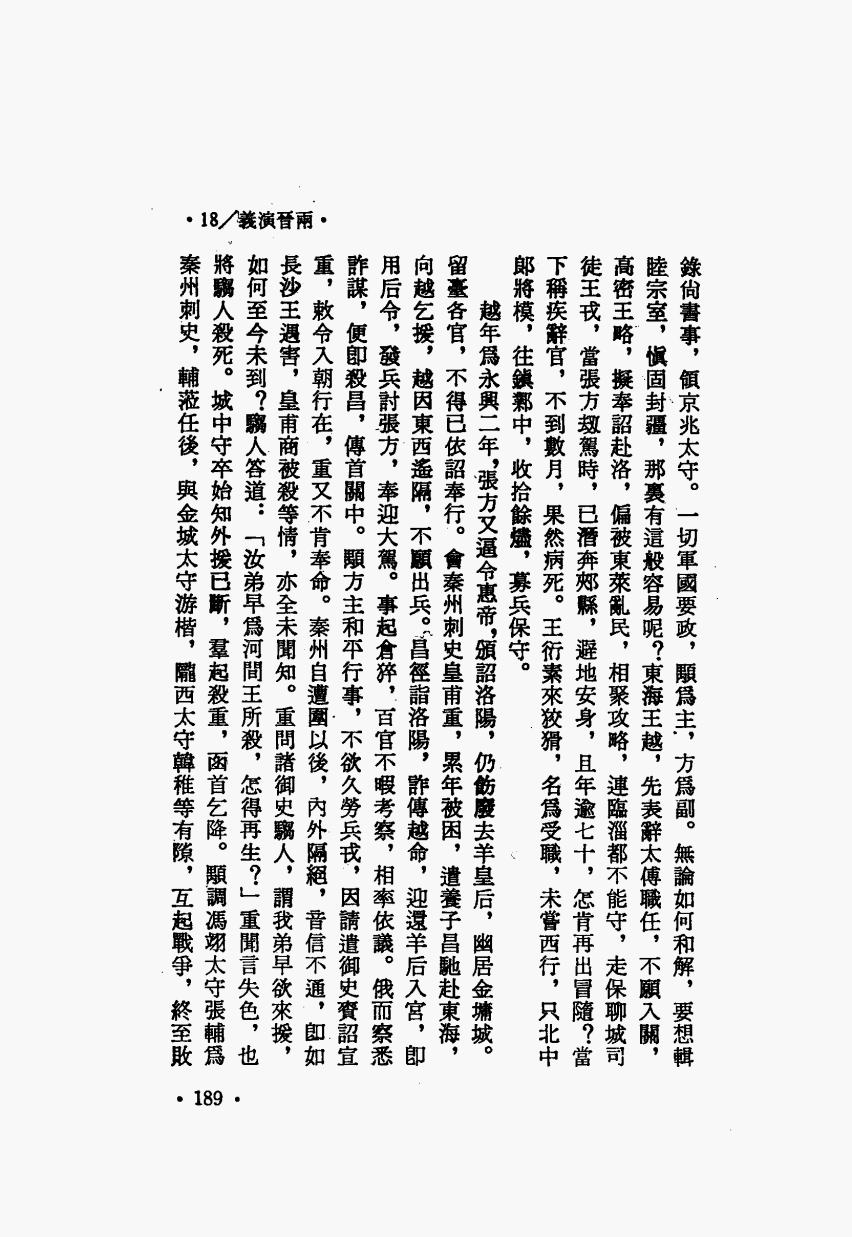 •18／義演晉兩•
錄尙書事，領京兆太守。一切軍國要政，顒爲主，方爲副。無論如何和解，要想輯
睦宗室，愼固封疆，那裏有這般容易呢？東海王越，先表辭太傅職任，不願入關，
高密王略，擬奉詔赴洛，偏被東萊亂民，相聚攻略，連臨淄都不能守，走保聊城司
徒王戎，當張方刼駕時，已潛奔郟縣，避地安身，且年逾七十，怎肯再出冒險？當
下稱疾辭官，不到數月，果然病死。王衍素來狡猾，名爲受職，未嘗西行，只北中
郎將模，往鎭鄴中，收拾餘燼，募兵保守。
越年爲永興二年，張方又逼令惠帝，頒詔洛陽，仍飭廢去羊皇后，幽居金墉城。
留臺各官，不得已依詔奉行。會秦州刺史皇甫重，累年被困，遣養子昌馳赴東海，
向越乞援，越因東西遙隔，不願出兵。昌徑詣洛陽，詐傳越命，迎還羊后入宮，卽
用后令，發兵討張方，奉迎大駕。事起倉猝，百官不暇考察，相率依議。俄而察悉
詐謀，便卽殺昌，傳首關中。顒方主和平行事，不欲久勞兵戎，因請遣御史賫詔宣
重，敕令入朝行在，重又不肯奉命。秦州自遭圍以後，內外隔絕，音信不通，卽如
長沙王遇害，皇甫商被殺等情，亦全未聞知。重問諸御史騶人，謂我弟早欲來援，
如何至今未到？騶人答道：「汝弟早爲河間王所殺，怎得再生？」重聞言失色，也
將騶人殺死。城中守卒始知外援已斷，羣起殺重，函首乞降。顒調馮翊太守張輔爲
秦州刺史，輔蒞任後，與金城太守游楷，隴西太守韓稚等有隙，互起戰爭，終至敗
•189•